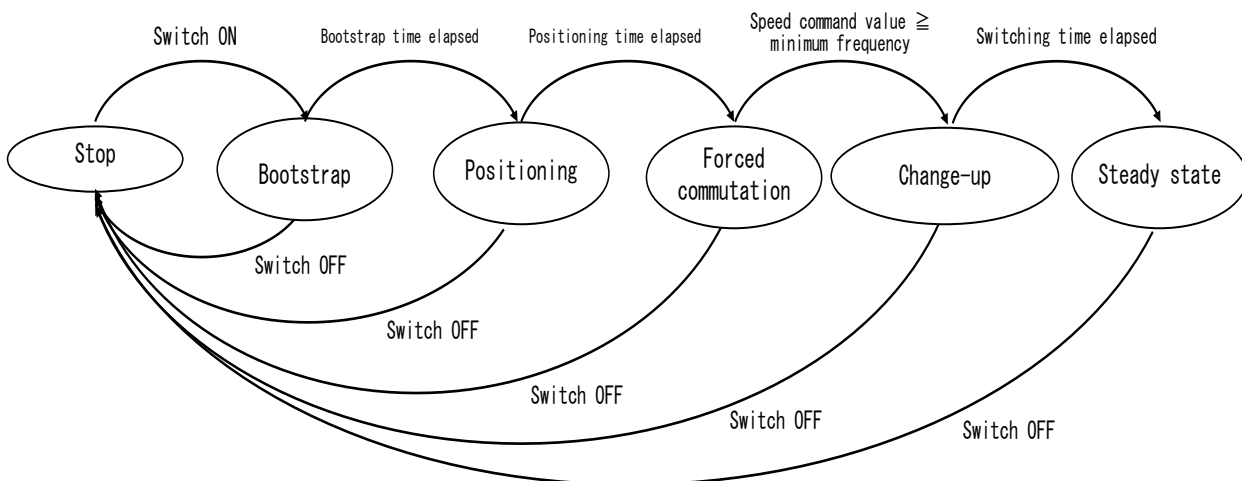 Switch ON
Bootstrap time elapsed
Positioning time elapsed
Speed command value ≧
minimum frequency
Switching time elapsed
Stop
Bootstrap
Positioning
Forced
commutation
Change-up
Steady state
Switch OFF
Switch OFF
Switch OFF
Switch OFF
Switch OFF